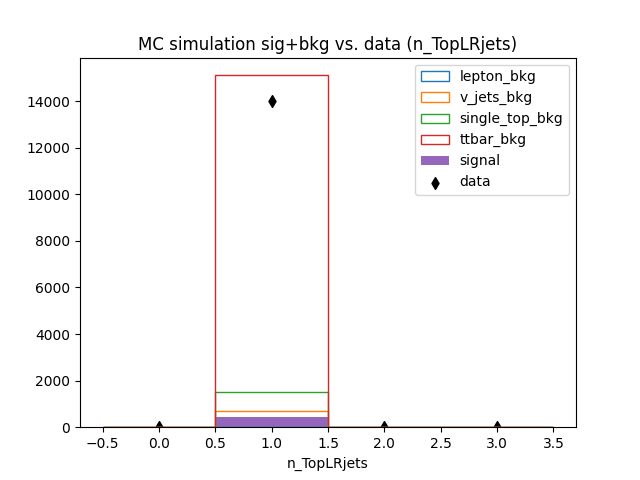 MC simulation sig+bkg vs. data (n_TopLRjets)
lepton_bkg
v_jets_bkg
single_top_bkg
ttbar_bkg
signal
data
14000
12000
10000
8000
6000
4000
2000
0
−0.5 0.0 0.5 1.0 1.5 2.0 2.5 3.0 3.5
n_TopLRjets